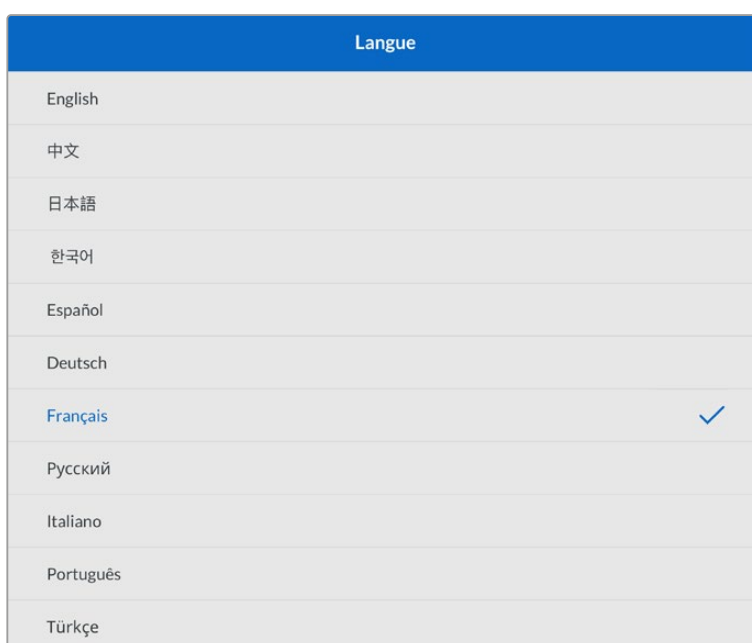 Langue
English
中文
日本語
한국어
Español
Deutsch
Français
Русский
Italiano
Português
Türkçe